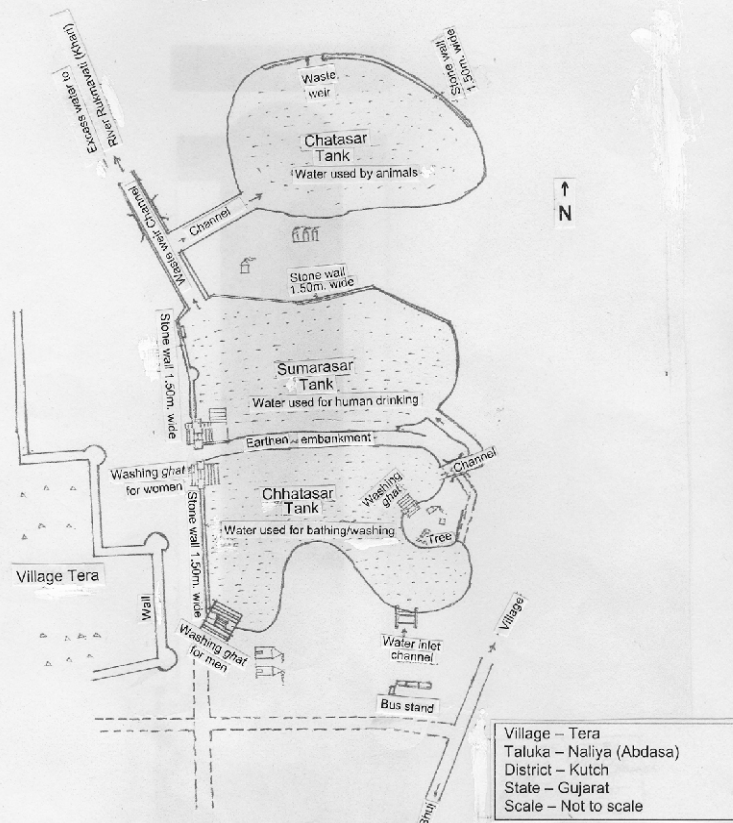 Excess water to
River Rukmavati (Khari)
Stone wall
1.50m. wide
Waste
weir
Chatasar
Tank
Water used by animals
N
Channel
Waste weir Channel
Stone wall
1.50m. wide
Stone wall 1.50m. wide
Sumarasar
Tank
Water used for human drinking
Earthen embankment
Channel
Washing ghat
for women
Washing
ghat
Chhatasar
Tank
Water used for bathing/washing
Stone wall 1.50m. wide
Tree
Village Tera
Wall
Washing ghat
for men
Water inlet
channel
Village
Bus stand
Bhuj
Village – Tera
Taluka – Naliya (Abdasa)
District – Kutch
State – Gujarat
Scale – Not to scale